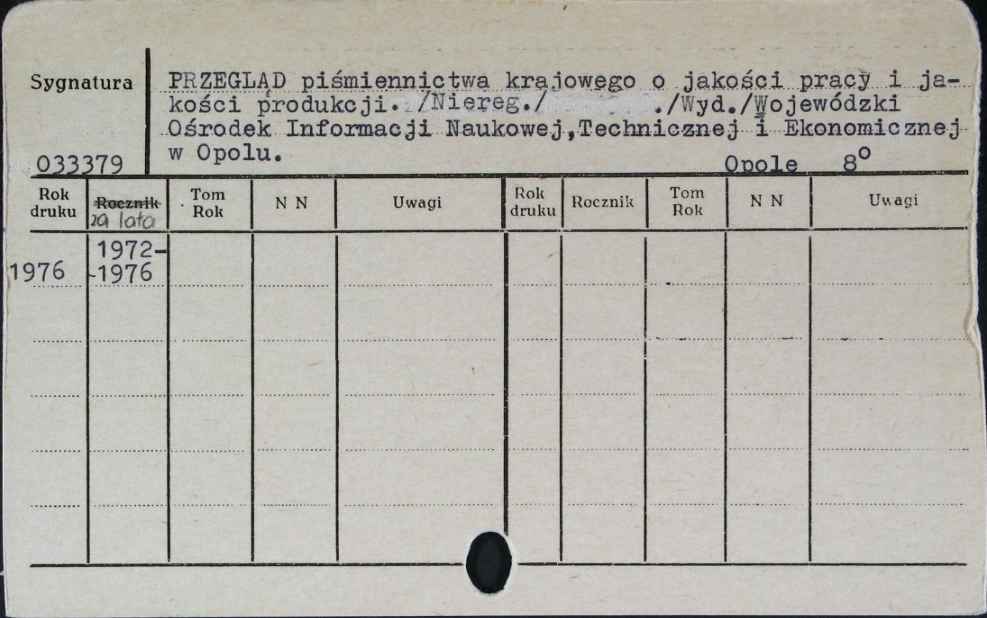 Sygnatura
PRZEGLĄD piśmiennictwa krajowego o jakości pracy i ja-
kości produkcji. /Niereg./ ./Wyd./Wojewódzki
Ośrodek Informacji Naukowej,Technicznej i Ekonomicznej
w Opolu.
033379
Opole 8°
Rok druku Rocznik za lata Tom Rok N N Uwagi Rok druku Rocznik Tom Rok N N Uwagi
1972-
1976 -1976